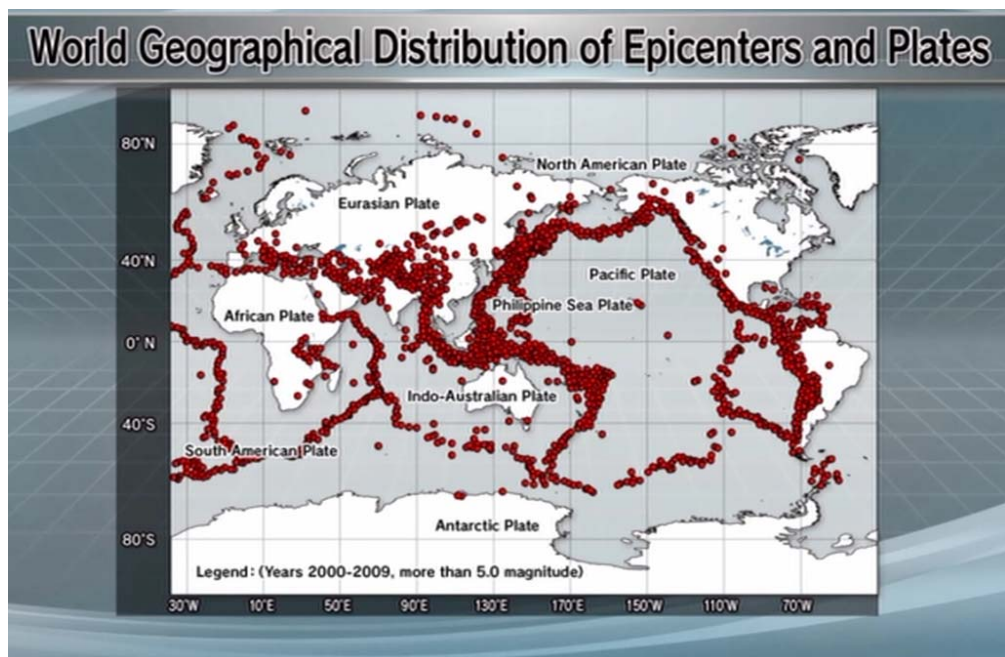 World Geographical Distribution of Epicenters and Plates
80°N
North American Plate
Eurasian Plate
40°N
Pacific Plate
Philippine Sea Plate
African Plate
0° N
Indo-Australian Plate
40°S
South American Plate
Antarctic Plate
80°S
Legend: (Years 2000-2009, more than 5.0 magnitude)
30°W 10°E 50°E 90°E 130°E 170°E 150°W 110°W 70°W